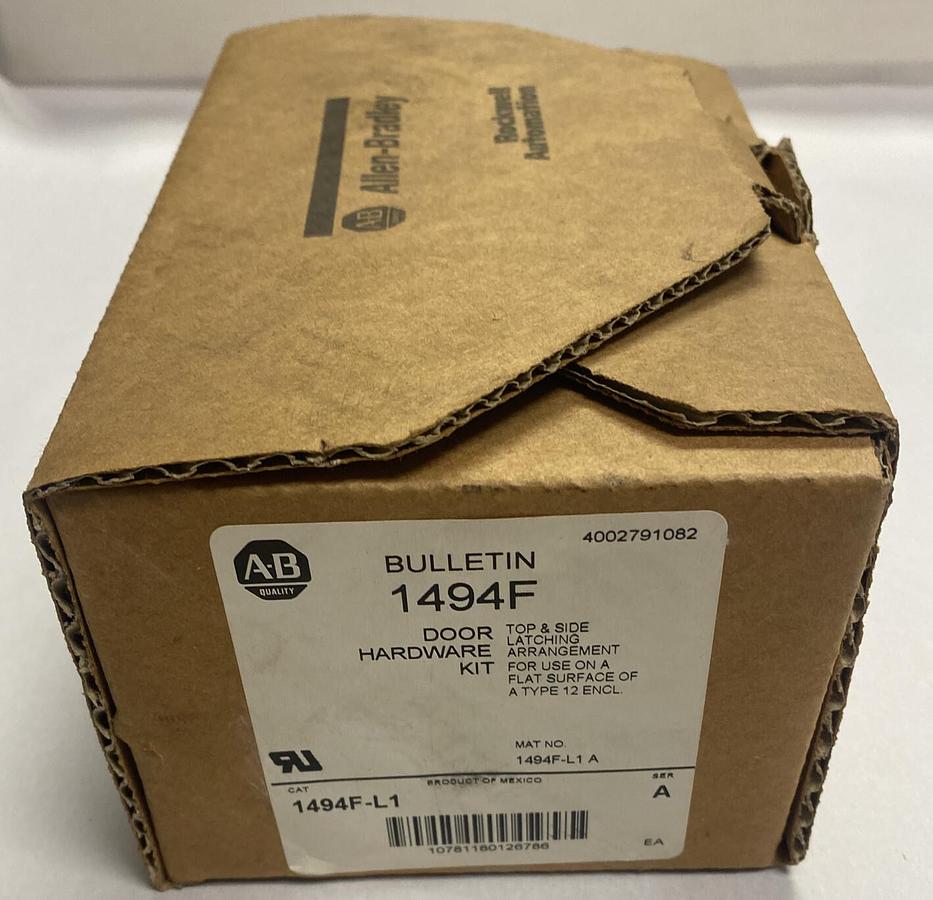 Allen-Bradley
A-B
Rockwell
Automation
A-B
QUALITY
4002791082
BULLETIN
1494F
DOOR
HARDWARE
KIT
TOP & SIDE
LATCHING
ARRANGEMENT
FOR USE ON A
FLAT SURFACE OF
A TYPE 12 ENCL.
MAT NO.
1494F-L1 A
PRODUCT OF MEXICO
CAT
1494F-L1
SER
A
10781180126786
EA